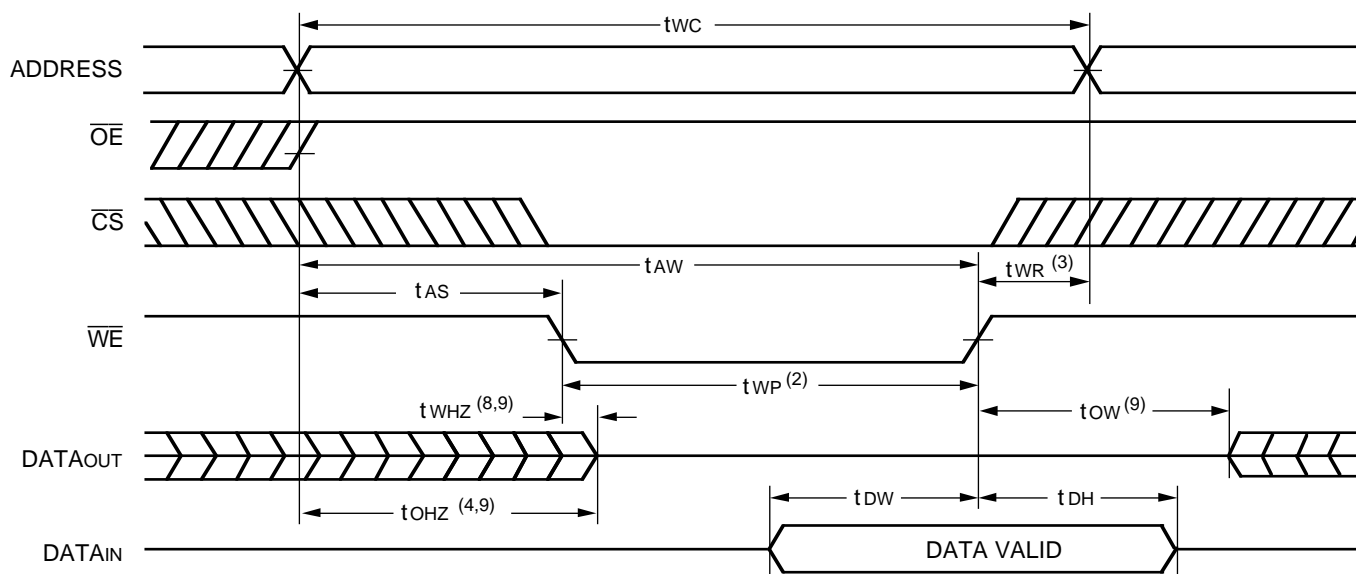 tWC
ADDRESS
OE
CS
tAW
tWR (3)
tAS
WE
tWP (2)
tWHZ (8,9)
tOW (9)
DATAOUT
tDW
tDH
tOHZ (4,9)
DATAIN
DATA VALID